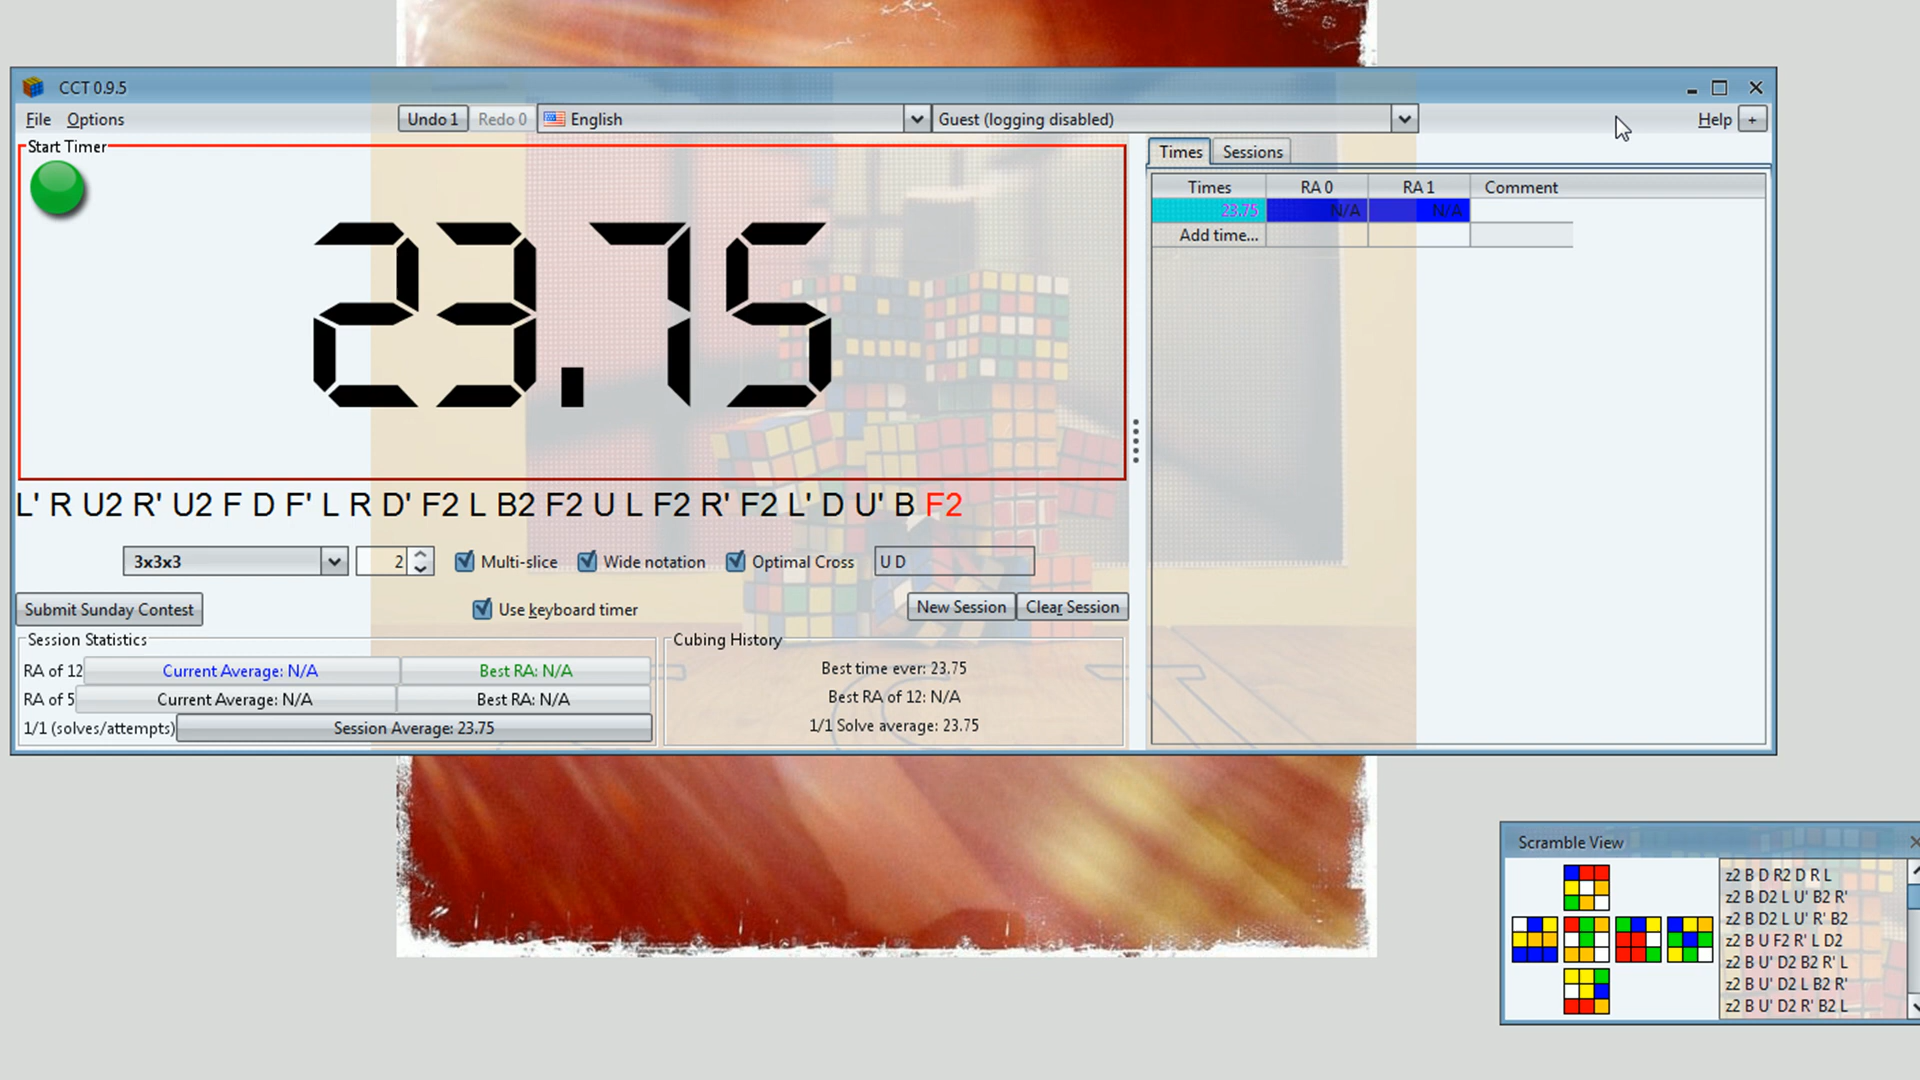 CCT 0.9.5
File Options Undo 1 Redo 0 English Guest (logging disabled) Help +
Start Timer
23.75
L' R U2 R' U2 F D F' L R D' F2 L B2 F2 U L F2 R' F2 L' D U' B F2
3x3x3 2 Multi-slice Wide notation Optimal Cross U D
Submit Sunday Contest Use keyboard timer New Session Clear Session
Session Statistics
RA of 12 Current Average: N/A Best RA: N/A
RA of 5 Current Average: N/A Best RA: N/A
1/1 (solves/attempts) Session Average: 23.75
Cubing History
Best time ever: 23.75
Best RA of 12: N/A
1/1 Solve average: 23.75
Times Sessions
Times RA 0 RA 1 Comment
23.75 N/A N/A
Add time...
Scramble View
z2 B D R2 D R L
z2 B D2 L U' B2 R'
z2 B D2 L U' R' B2
z2 B U F2 R' L D2
z2 B U' D2 B2 R' L
z2 B U' D2 L B2 R'
z2 B U' D2 R' B2 L